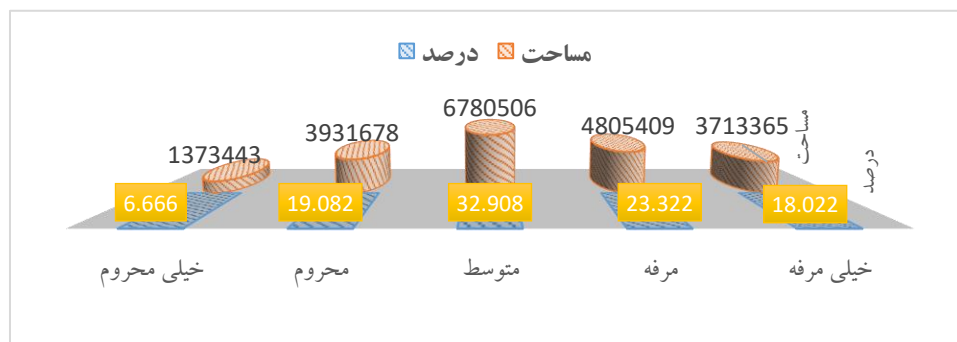 درصد مساحت
6780506
4805409
3713365
3931678
1373443
مساحت
درصد
6.666
19.082
32.908
23.322
18.022
خیلی محروم
محروم
متوسط
مرفه
خیلی مرفه